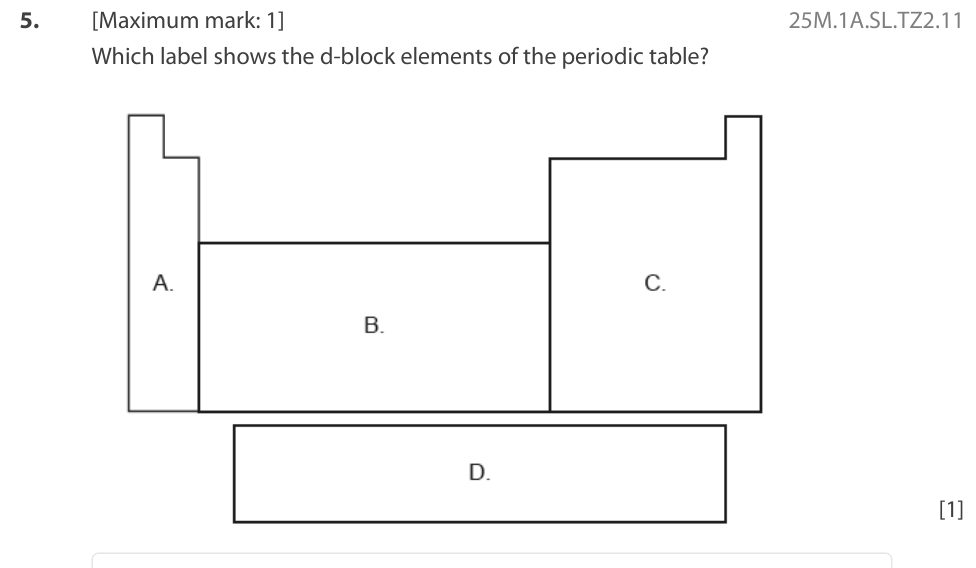 5. [Maximum mark: 1] 25M.1A.SL.TZ2.11
Which label shows the d-block elements of the periodic table?
A.
B.
C.
D.
[1]